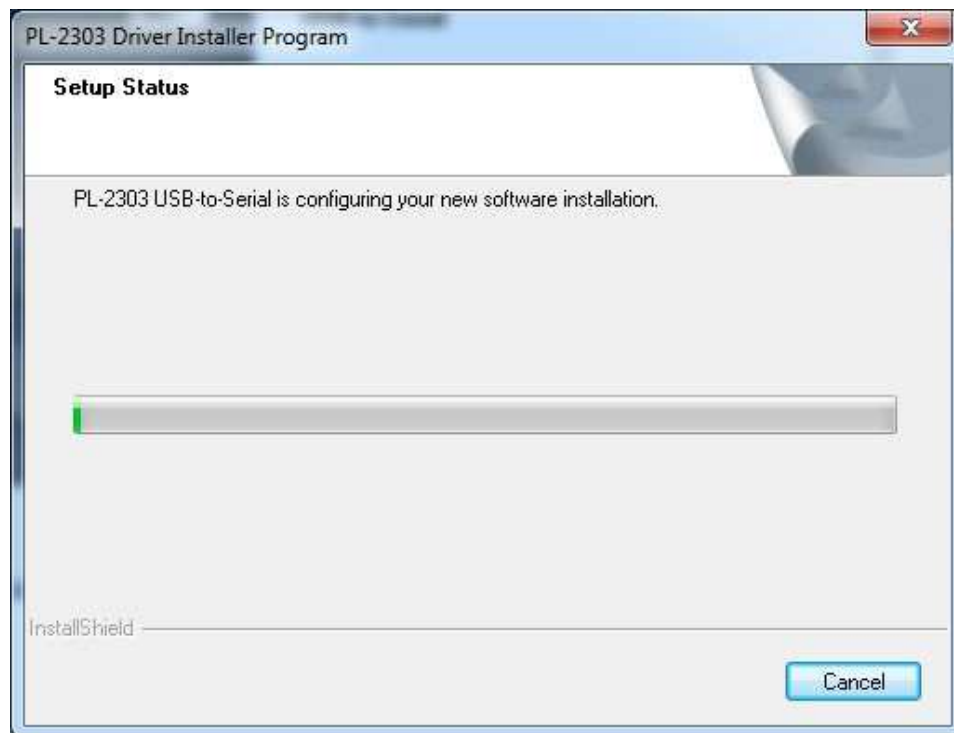 PL-2303 Driver Installer Program
Setup Status
PL-2303 USB-to-Serial is configuring your new software installation.
InstallShield
Cancel